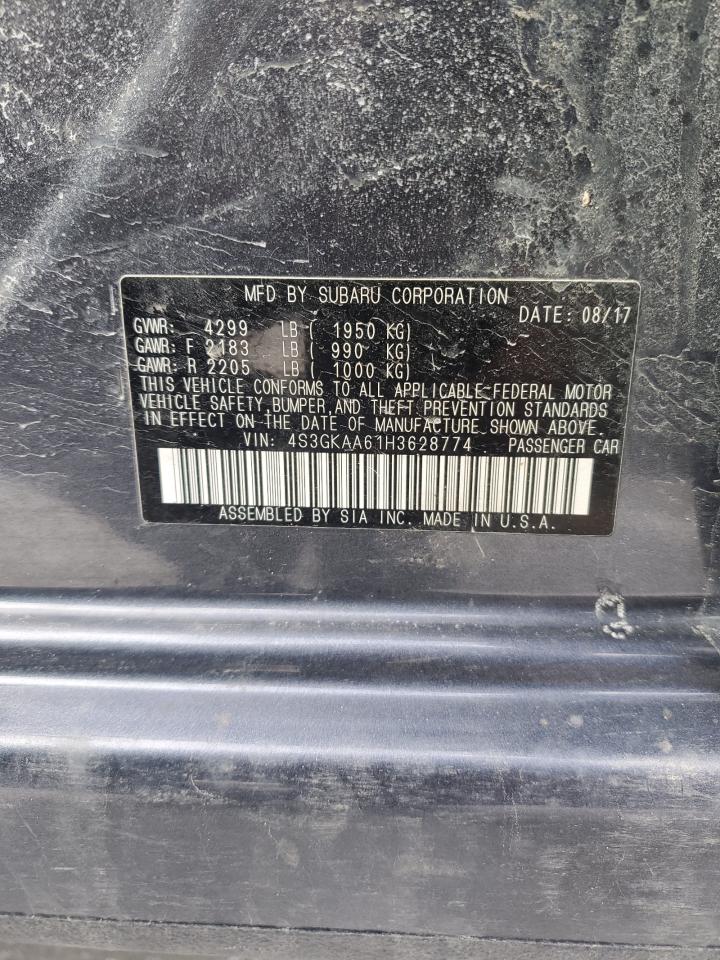 MFD BY SUBARU CORPORATION DATE: 08/17
GVWR: 4299 LB ( 1950 KG)
GAWR: F 2183 LB ( 990 KG)
GAWR: R 2205 LB ( 1000 KG)
THIS VEHICLE CONFORMS TO ALL APPLICABLE FEDERAL MOTOR
VEHICLE SAFETY, BUMPER, AND THEFT PREVENTION STANDARDS
IN EFFECT ON THE DATE OF MANUFACTURE SHOWN ABOVE.
VIN: 4S3GKAA61H3628774 PASSENGER CAR
ASSEMBLED BY SIA INC. MADE IN U.S.A.